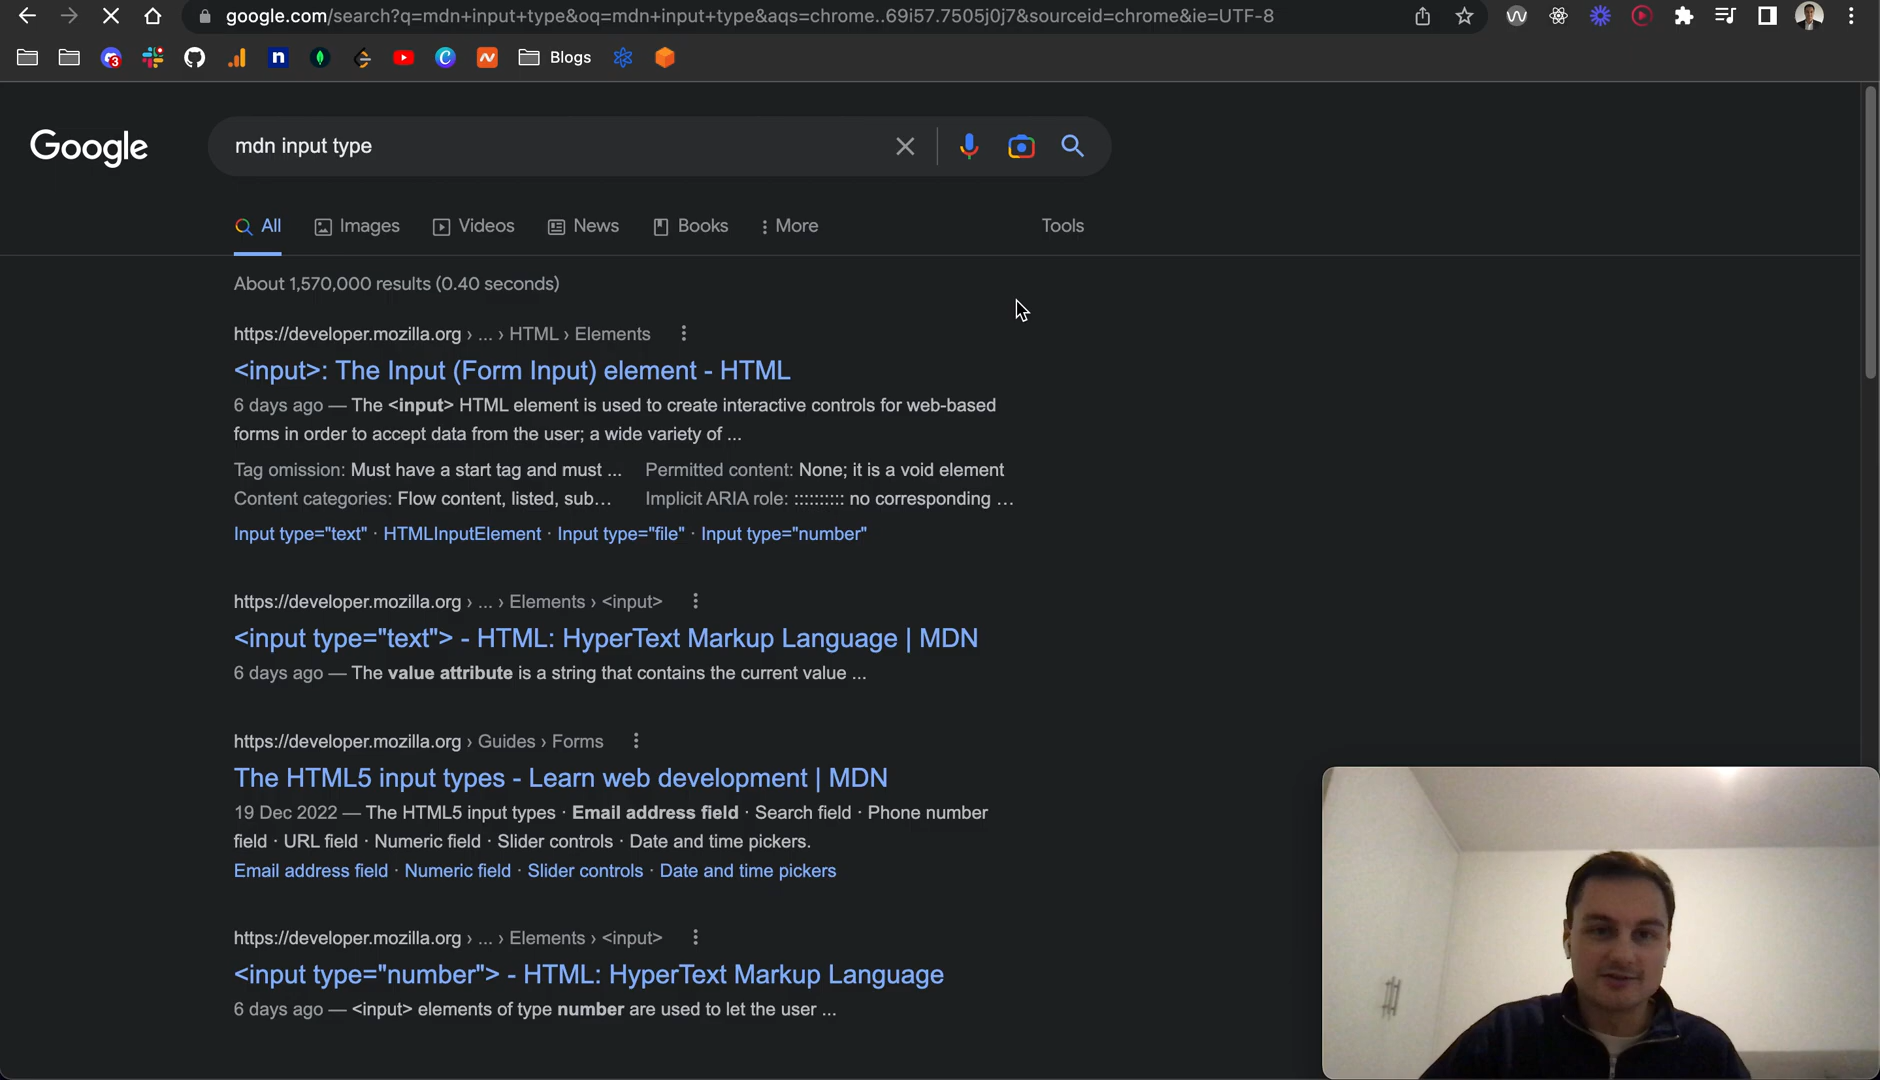 google.com/search?q=mdn+input+type&oq=mdn+input+type&aqs=chrome..69i57.7505j0j7&sourceid=chrome&ie=UTF-8
3
n
C
Blogs
Google
mdn input type
All
Images
Videos
News
Books
More
Tools
About 1,570,000 results (0.40 seconds)
https://developer.mozilla.org › ... › HTML › Elements
<input>: The Input (Form Input) element - HTML
6 days ago — The <input> HTML element is used to create interactive controls for web-based
forms in order to accept data from the user; a wide variety of ...
Tag omission: Must have a start tag and must ... Permitted content: None; it is a void element
Content categories: Flow content, listed, sub... Implicit ARIA role: :::::::::: no corresponding ...
Input type="text" · HTMLInputElement · Input type="file" · Input type="number"
https://developer.mozilla.org › ... › Elements › <input>
<input type="text"> - HTML: HyperText Markup Language | MDN
6 days ago — The value attribute is a string that contains the current value ...
https://developer.mozilla.org › Guides › Forms
The HTML5 input types - Learn web development | MDN
19 Dec 2022 — The HTML5 input types · Email address field · Search field · Phone number
field · URL field · Numeric field · Slider controls · Date and time pickers.
Email address field · Numeric field · Slider controls · Date and time pickers
https://developer.mozilla.org › ... › Elements › <input>
<input type="number"> - HTML: HyperText Markup Language
6 days ago — <input> elements of type number are used to let the user ...